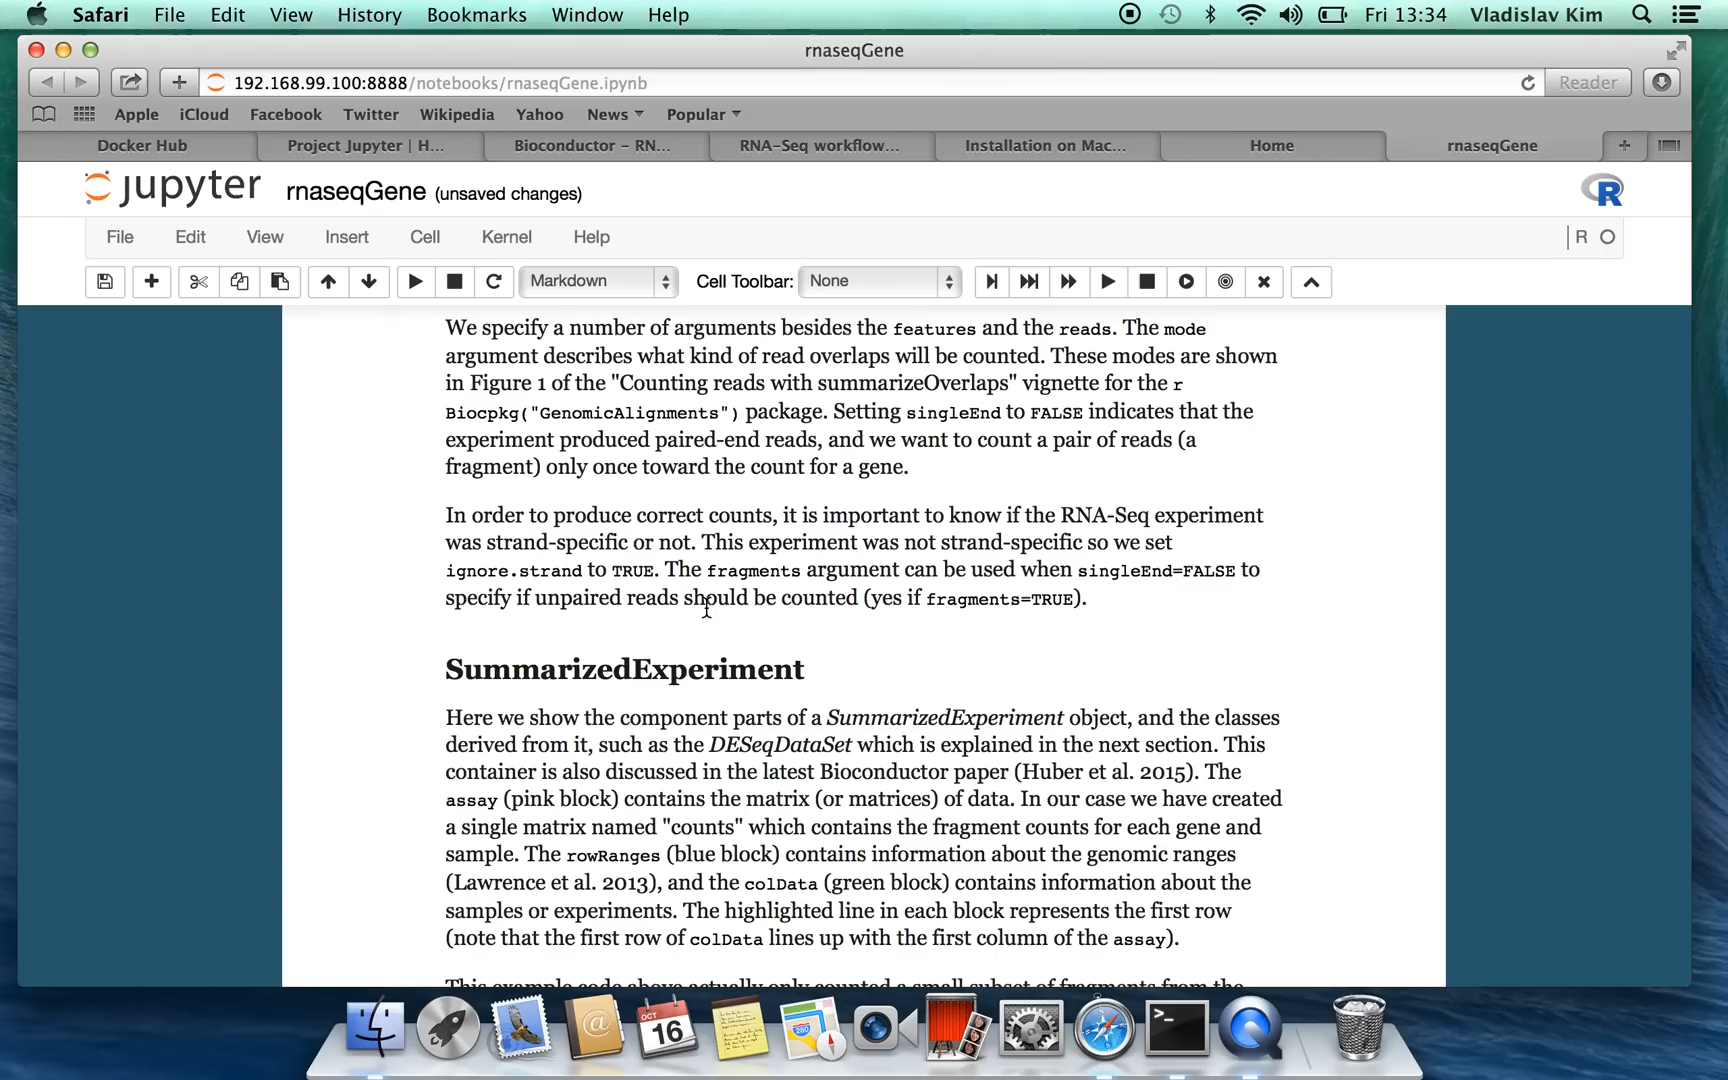 Safari File Edit View History Bookmarks Window Help Fri 13:34 Vladislav Kim
rnaseqGene
192.168.99.100:8888/notebooks/rnaseqGene.ipynb Reader
Apple iCloud Facebook Twitter Wikipedia Yahoo News Popular
Docker Hub Project Jupyter | H... Bioconductor – RN... RNA-Seq workflow... Installation on Mac... Home rnaseqGene
jupyter rnaseqGene (unsaved changes) R
File Edit View Insert Cell Kernel Help R
Markdown Cell Toolbar: None
We specify a number of arguments besides the features and the reads. The mode
argument describes what kind of read overlaps will be counted. These modes are shown
in Figure 1 of the "Counting reads with summarizeOverlaps" vignette for the r
Biocpkg("GenomicAlignments") package. Setting singleEnd to FALSE indicates that the
experiment produced paired-end reads, and we want to count a pair of reads (a
fragment) only once toward the count for a gene.
In order to produce correct counts, it is important to know if the RNA-Seq experiment
was strand-specific or not. This experiment was not strand-specific so we set
ignore.strand to TRUE. The fragments argument can be used when singleEnd=FALSE to
specify if unpaired reads should be counted (yes if fragments=TRUE).
SummarizedExperiment
Here we show the component parts of a SummarizedExperiment object, and the classes
derived from it, such as the DESeqDataSet which is explained in the next section. This
container is also discussed in the latest Bioconductor paper (Huber et al. 2015). The
assay (pink block) contains the matrix (or matrices) of data. In our case we have created
a single matrix named "counts" which contains the fragment counts for each gene and
sample. The rowRanges (blue block) contains information about the genomic ranges
(Lawrence et al. 2013), and the colData (green block) contains information about the
samples or experiments. The highlighted line in each block represents the first row
(note that the first row of colData lines up with the first column of the assay).
This example code above actually only counted a small subset of fragments from the
OCT
16
280